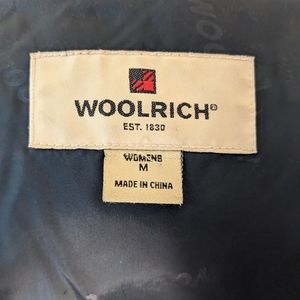 WOOLRICH®
EST. 1830
WOMENS
M
MADE IN CHINA